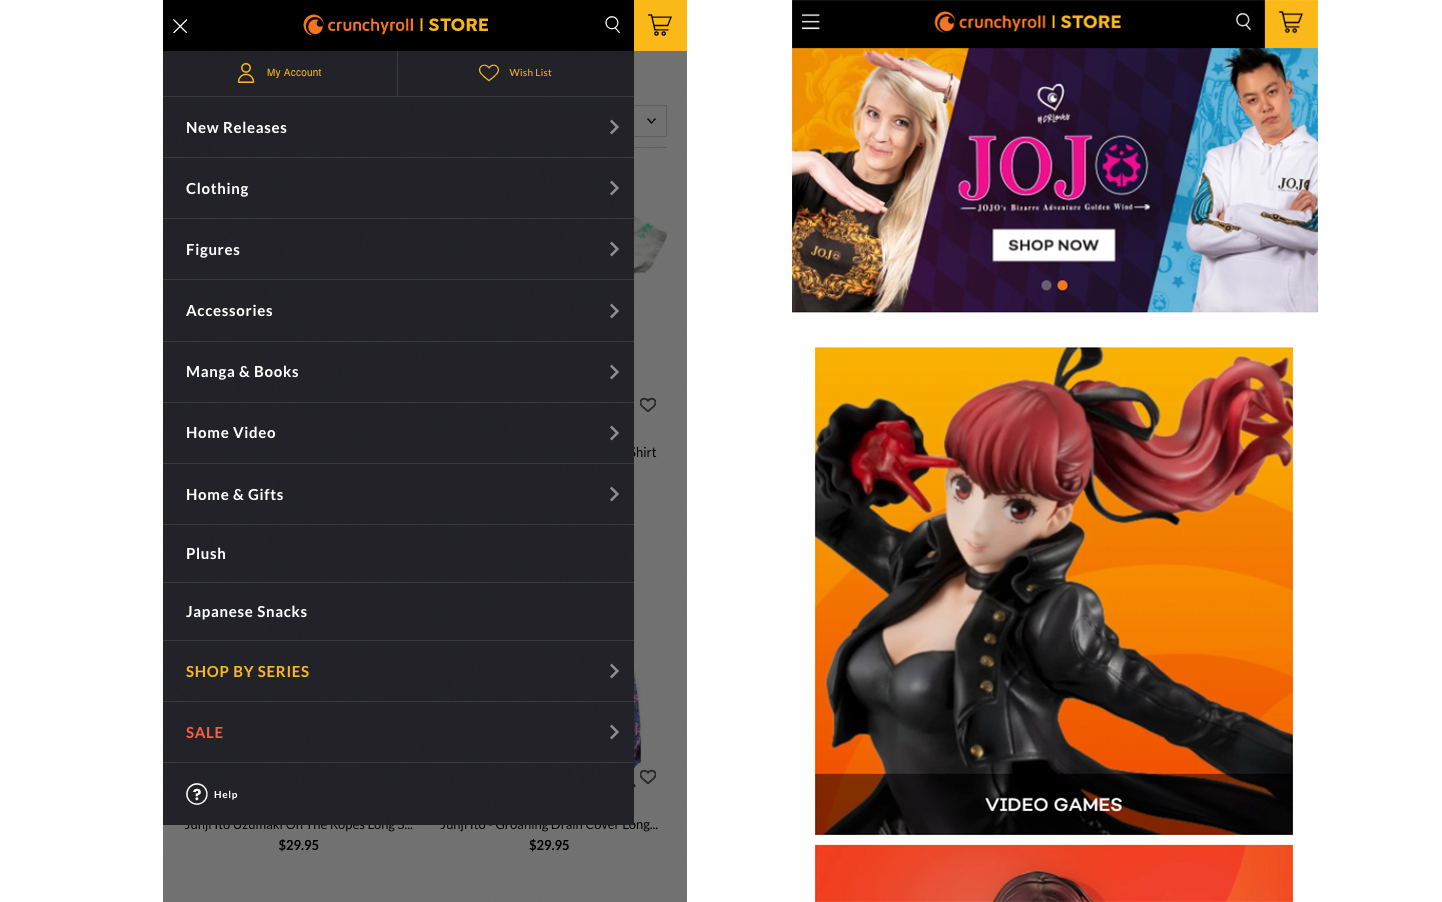 crunchyroll | STORE
My Account
Wish List
New Releases
Clothing
Figures
Accessories
Manga & Books
Home Video
Shirt
Home & Gifts
Plush
Japanese Snacks
SHOP BY SERIES
SALE
Help
Junji Ito Uzumaki On The Ropes Long S...
Junji Ito - Groaning Drain Cover Long...
$29.95
$29.95
crunchyroll | STORE
#CRLoves
JOJO
JOJO's Bizarre Adventure Golden Wind
SHOP NOW
JOJO
JOJO
VIDEO GAMES